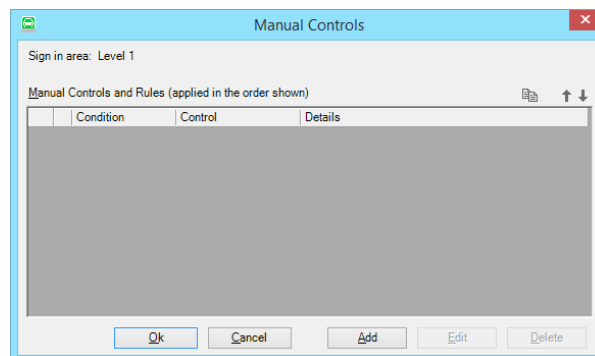 Manual Controls
Sign in area: Level 1
Manual Controls and Rules (applied in the order shown)
Condition Control Details
Ok Cancel Add Edit Delete